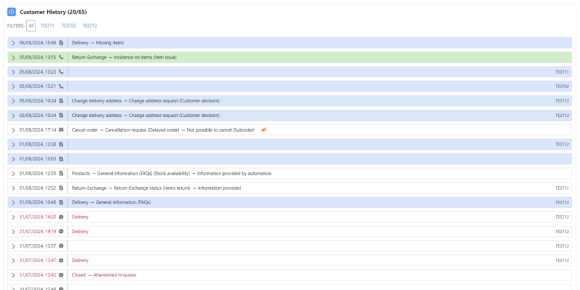 Customer History (20/65)
FILTERS: All TEST11 TEST02 TEST12
06/08/2024, 10:48 Delivery → Missing items
05/08/2024, 13:55 Return-Exchange → Incidence on items (Item issue)
05/08/2024, 13:23 TEST11
05/08/2024, 13:21 TEST02
05/08/2024, 10:24 Change delivery address → Change address request (Customer decision) TEST12
05/08/2024, 10:24 Change delivery address → Change address request (Customer decision) TEST12
01/08/2024, 17:14 Cancel order → Cancellation request (Delayed order) → Not possible to cancel (Suborder)
01/08/2024, 13:38 TEST12
01/08/2024, 13:03
01/08/2024, 12:59 Products → General information (FAQs) (Stock availability) → Information provided by automation
01/08/2024, 12:52 Return-Exchange → Return-Exchange status (Items return) → Information provided TEST11
01/08/2024, 10:48 Delivery → General information (FAQs) TEST12
31/07/2024, 14:20 Delivery TEST12
31/07/2024, 14:19 Delivery TEST12
31/07/2024, 13:57 TEST12
31/07/2024, 13:47 Delivery TEST12
31/07/2024, 13:42 Closed → Abandoned in queue